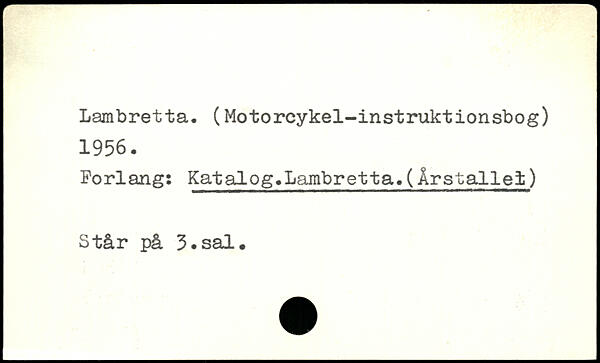 Lambretta. (Motorcykel-instruktionsbog)
1956.
Forlang: Katalog.Lambretta.(Årstallet)
Står på 3.sal.